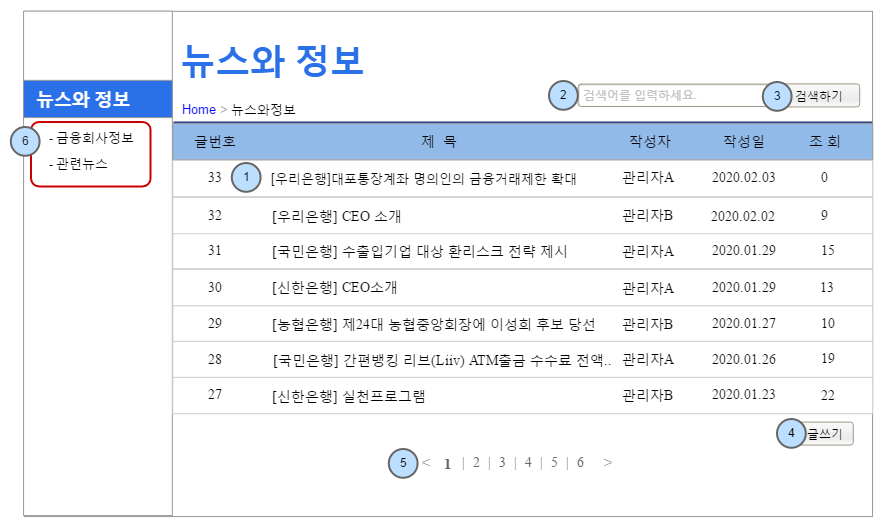 뉴스와 정보
뉴스와 정보
2 검색어를 입력하세요. 3 검색하기
Home > 뉴스와정보
6 - 금융회사정보
- 관련뉴스
글번호 제 목 작성자 작성일 조 회
33 1 [우리은행]대포통장계좌 명의인의 금융거래제한 확대 관리자A 2020.02.03 0
32 [우리은행] CEO 소개 관리자B 2020.02.02 9
31 [국민은행] 수출입기업 대상 환리스크 전략 제시 관리자A 2020.01.29 15
30 [신한은행] CEO소개 관리자A 2020.01.29 13
29 [농협은행] 제24대 농협중앙회장에 이성희 후보 당선 관리자B 2020.01.27 10
28 [국민은행] 간편뱅킹 리브(Liiv) ATM출금 수수료 전액.. 관리자A 2020.01.26 19
27 [신한은행] 실천프로그램 관리자B 2020.01.23 22
4 글쓰기
5 < 1 | 2 | 3 | 4 | 5 | 6 >